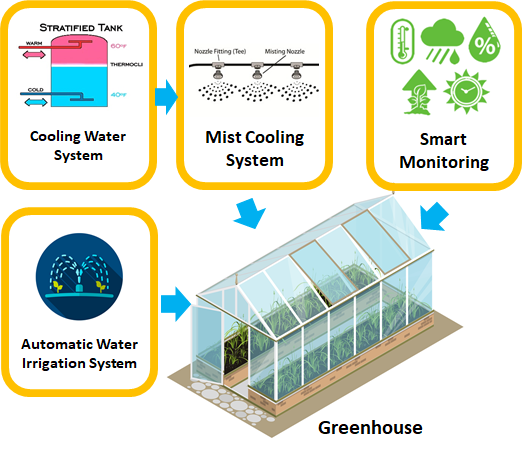 STRATIFIED TANK
WARM
60°F
THERMOCLI
COLD
40°F
Cooling Water
System
Nozzle Fitting (Tee)
Misting Nozzle
Mist Cooling
System
%
Smart
Monitoring
Automatic Water
Irrigation System
Greenhouse